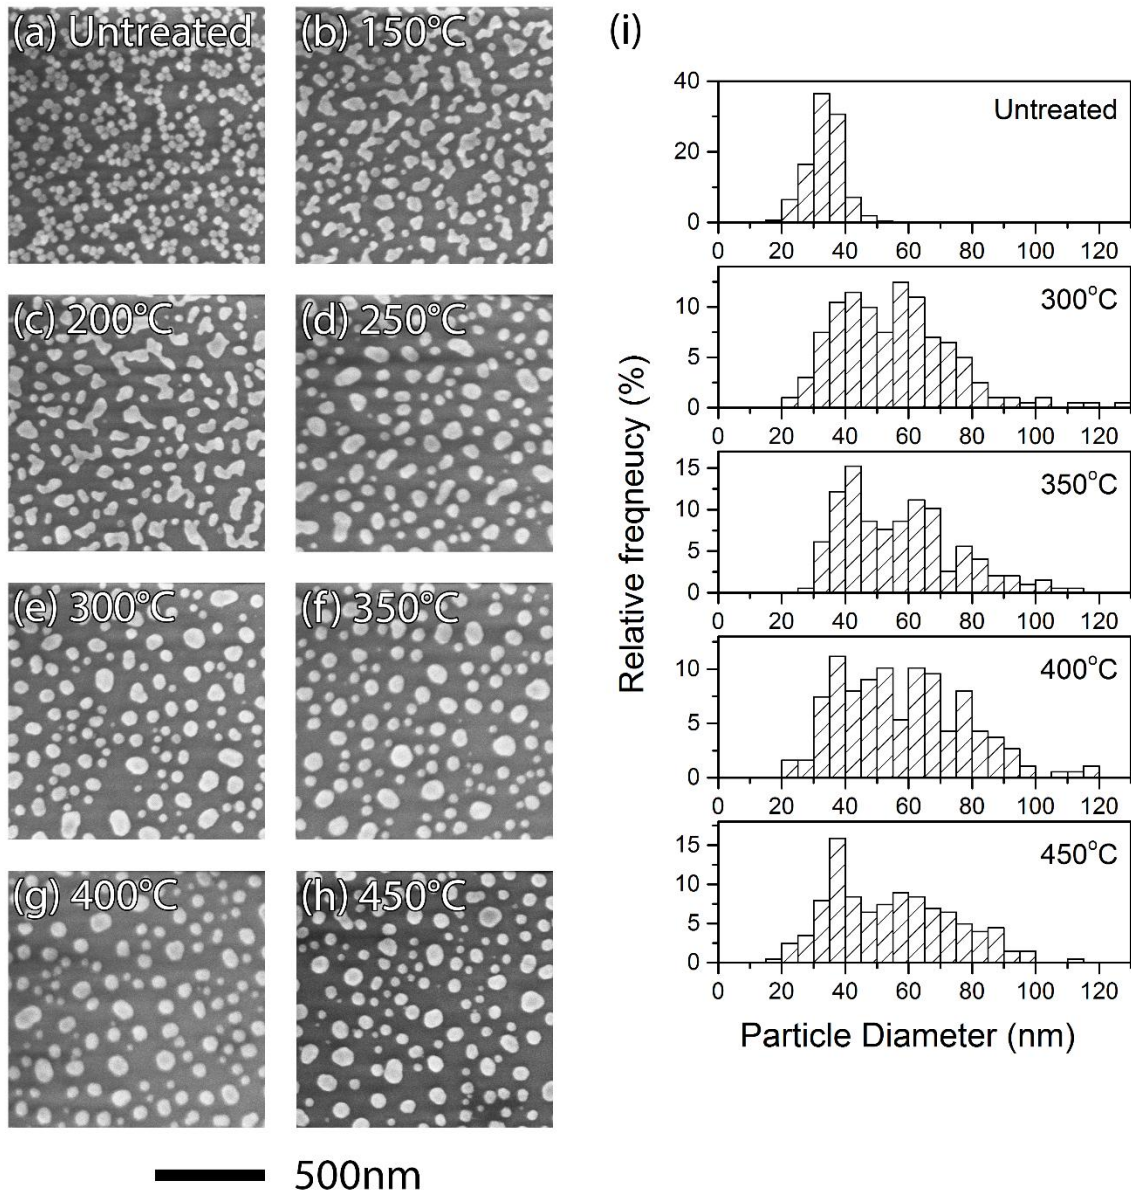 (a) Untreated
(b) 150°C
(c) 200°C
(d) 250°C
(e) 300°C
(f) 350°C
(g) 400°C
(h) 450°C
500nm
(i)
Relative freqneucy (%)
40
20
0
Untreated
0 20 40 60 80 100 120
10
5
0
300°C
0 20 40 60 80 100 120
15
10
5
0
350°C
0 20 40 60 80 100 120
10
5
0
400°C
0 20 40 60 80 100 120
15
10
5
0
450°C
0 20 40 60 80 100 120
Particle Diameter (nm)